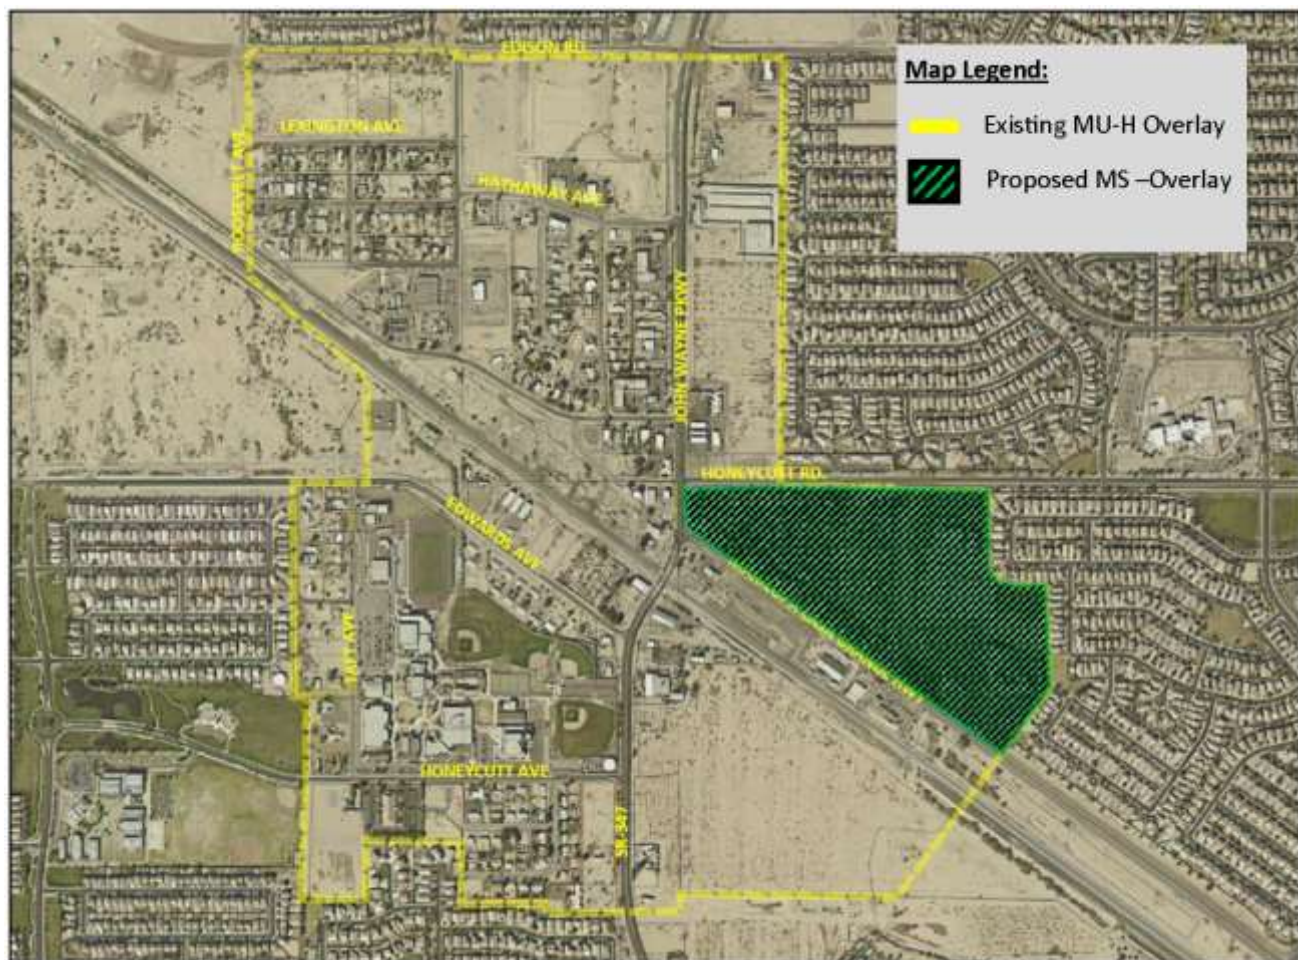 EDISON RD.
Map Legend:
Existing MU-H Overlay
Proposed MS –Overlay
LEXINGTON AVE.
ROOSEVELT AVE.
HATHAWAY AVE.
JOHN WAYNE PKWY
HONEYCUTT RD.
EDWARDS AVE
TAFT AVE
HONEYCUTT AVE
SR-347